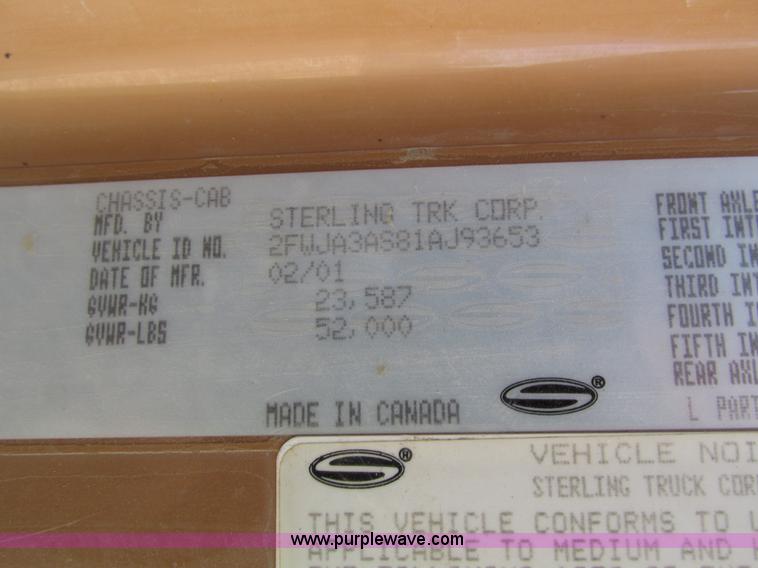 CHASSIS-CAB
MFD. BY STERLING TRK CORP.
VEHICLE ID NO. 2FWJA3AS81AJ93653
DATE OF MFR. 02/01
GVWR-KG 23,587
GVWR-LBS 52,000
MADE IN CANADA
®
FRONT AXLE
FIRST INT
SECOND IN
THIRD INT
FOURTH I
FIFTH IN
REAR AXL
L PART
®
VEHICLE NOI
STERLING TRUCK COR
THIS VEHICLE CONFORMS TO U
APPLICABLE TO MEDIUM AND H
www.purplewave.com